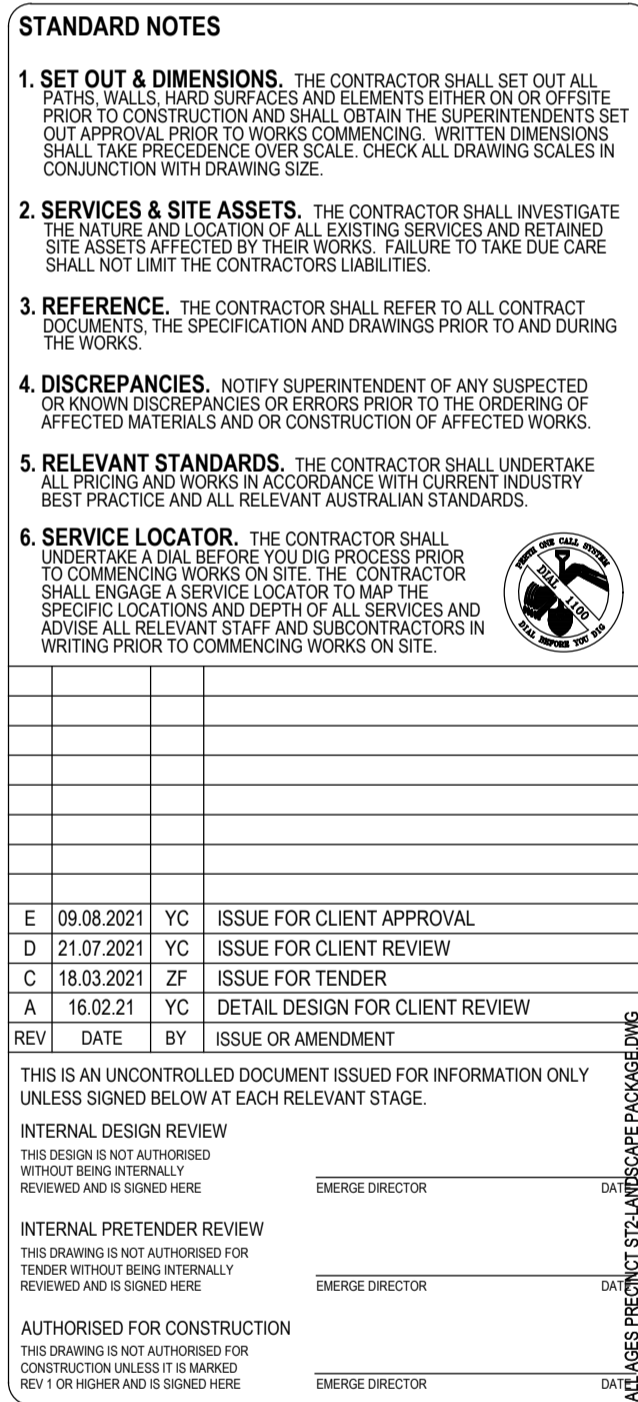 STANDARD NOTES
1. SET OUT & DIMENSIONS. THE CONTRACTOR SHALL SET OUT ALL
PATHS, WALLS, HARD SURFACES AND ELEMENTS EITHER ON OR OFFSITE
PRIOR TO CONSTRUCTION AND SHALL OBTAIN THE SUPERINTENDENTS SET
OUT APPROVAL PRIOR TO WORKS COMMENCING. WRITTEN DIMENSIONS
SHALL TAKE PRECEDENCE OVER SCALE. CHECK ALL DRAWING SCALES IN
CONJUNCTION WITH DRAWING SIZE.
2. SERVICES & SITE ASSETS. THE CONTRACTOR SHALL INVESTIGATE
THE NATURE AND LOCATION OF ALL EXISTING SERVICES AND RETAINED
SITE ASSETS AFFECTED BY THEIR WORKS. FAILURE TO TAKE DUE CARE
SHALL NOT LIMIT THE CONTRACTORS LIABILITIES.
3. REFERENCE. THE CONTRACTOR SHALL REFER TO ALL CONTRACT
DOCUMENTS, THE SPECIFICATION AND DRAWINGS PRIOR TO AND DURING
THE WORKS.
4. DISCREPANCIES. NOTIFY SUPERINTENDENT OF ANY SUSPECTED
OR KNOWN DISCREPANCIES OR ERRORS PRIOR TO THE ORDERING OF
AFFECTED MATERIALS AND OR CONSTRUCTION OF AFFECTED WORKS.
5. RELEVANT STANDARDS. THE CONTRACTOR SHALL UNDERTAKE
ALL PRICING AND WORKS IN ACCORDANCE WITH CURRENT INDUSTRY
BEST PRACTICE AND ALL RELEVANT AUSTRALIAN STANDARDS.
6. SERVICE LOCATOR. THE CONTRACTOR SHALL
UNDERTAKE A DIAL BEFORE YOU DIG PROCESS PRIOR
TO COMMENCING WORKS ON SITE. THE CONTRACTOR
SHALL ENGAGE A SERVICE LOCATOR TO MAP THE
SPECIFIC LOCATIONS AND DEPTH OF ALL SERVICES AND
ADVISE ALL RELEVANT STAFF AND SUBCONTRACTORS IN
WRITING PRIOR TO COMMENCING WORKS ON SITE.
PERTH ONE CALL SYSTEM
DIAL 1100
DIAL BEFORE YOU DIG
E 09.08.2021 YC ISSUE FOR CLIENT APPROVAL
D 21.07.2021 YC ISSUE FOR CLIENT REVIEW
C 18.03.2021 ZF ISSUE FOR TENDER
A 16.02.21 YC DETAIL DESIGN FOR CLIENT REVIEW
REV DATE BY ISSUE OR AMENDMENT
THIS IS AN UNCONTROLLED DOCUMENT ISSUED FOR INFORMATION ONLY
UNLESS SIGNED BELOW AT EACH RELEVANT STAGE.
INTERNAL DESIGN REVIEW
THIS DESIGN IS NOT AUTHORISED
WITHOUT BEING INTERNALLY
REVIEWED AND IS SIGNED HERE EMERGE DIRECTOR DATE
INTERNAL PRETENDER REVIEW
THIS DRAWING IS NOT AUTHORISED FOR
TENDER WITHOUT BEING INTERNALLY
REVIEWED AND IS SIGNED HERE EMERGE DIRECTOR DATE
AUTHORISED FOR CONSTRUCTION
THIS DRAWING IS NOT AUTHORISED FOR
CONSTRUCTION UNLESS IT IS MARKED
REV 1 OR HIGHER AND IS SIGNED HERE EMERGE DIRECTOR DATE
ALL AGES PRECINCT ST2-LANDSCAPE PACKAGE.DWG